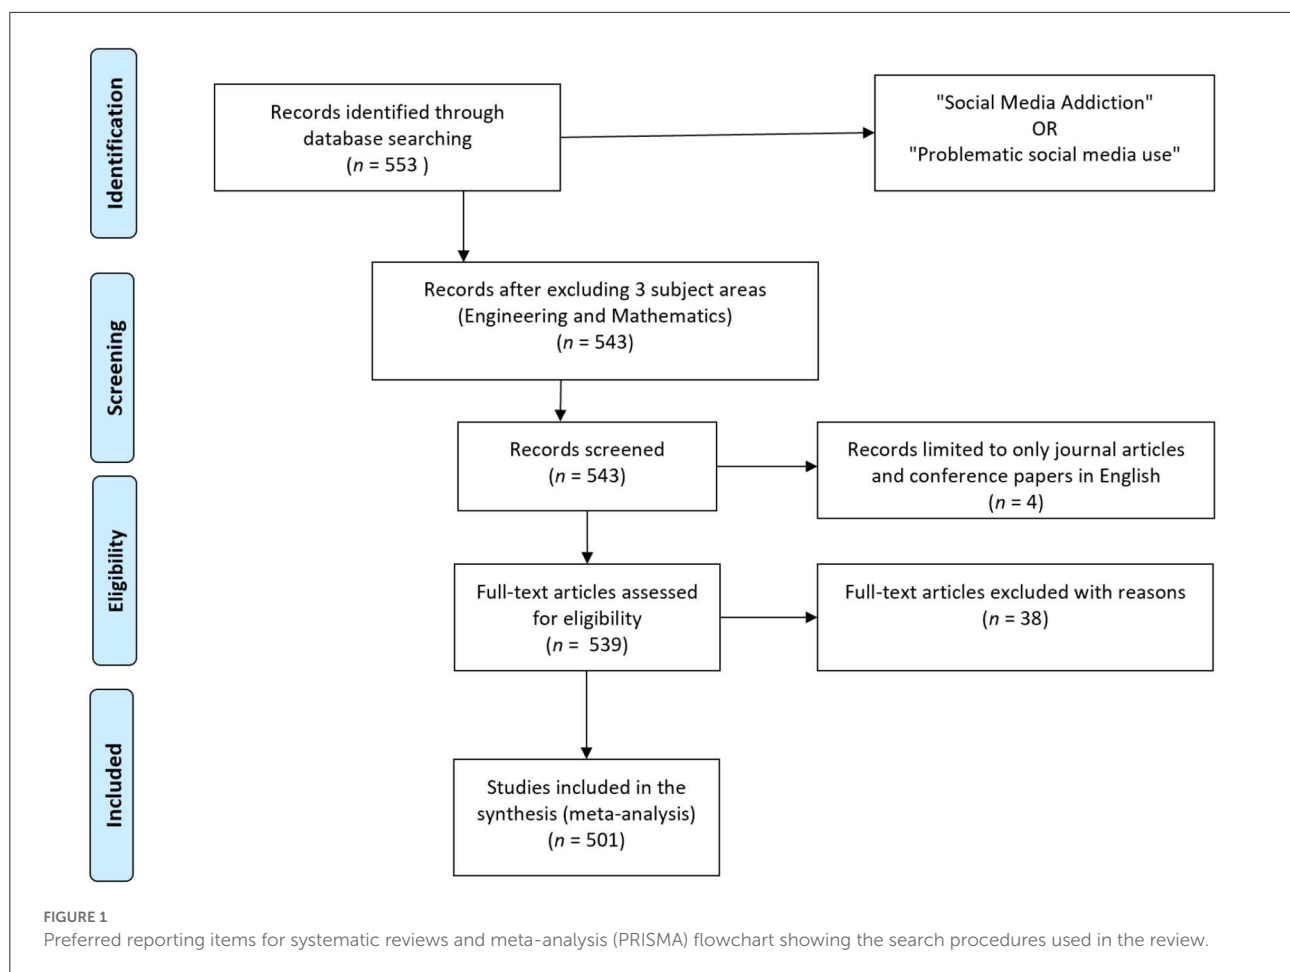 Identification
Records identified through
database searching
(n = 553 )
"Social Media Addiction"
OR
"Problematic social media use"
Screening
Records after excluding 3 subject areas
(Engineering and Mathematics)
(n = 543)
Records screened
(n = 543)
Records limited to only journal articles
and conference papers in English
(n = 4)
Eligibility
Full-text articles assessed
for eligibility
(n = 539)
Full-text articles excluded with reasons
(n = 38)
Included
Studies included in the
synthesis (meta-analysis)
(n = 501)
FIGURE 1
Preferred reporting items for systematic reviews and meta-analysis (PRISMA) flowchart showing the search procedures used in the review.